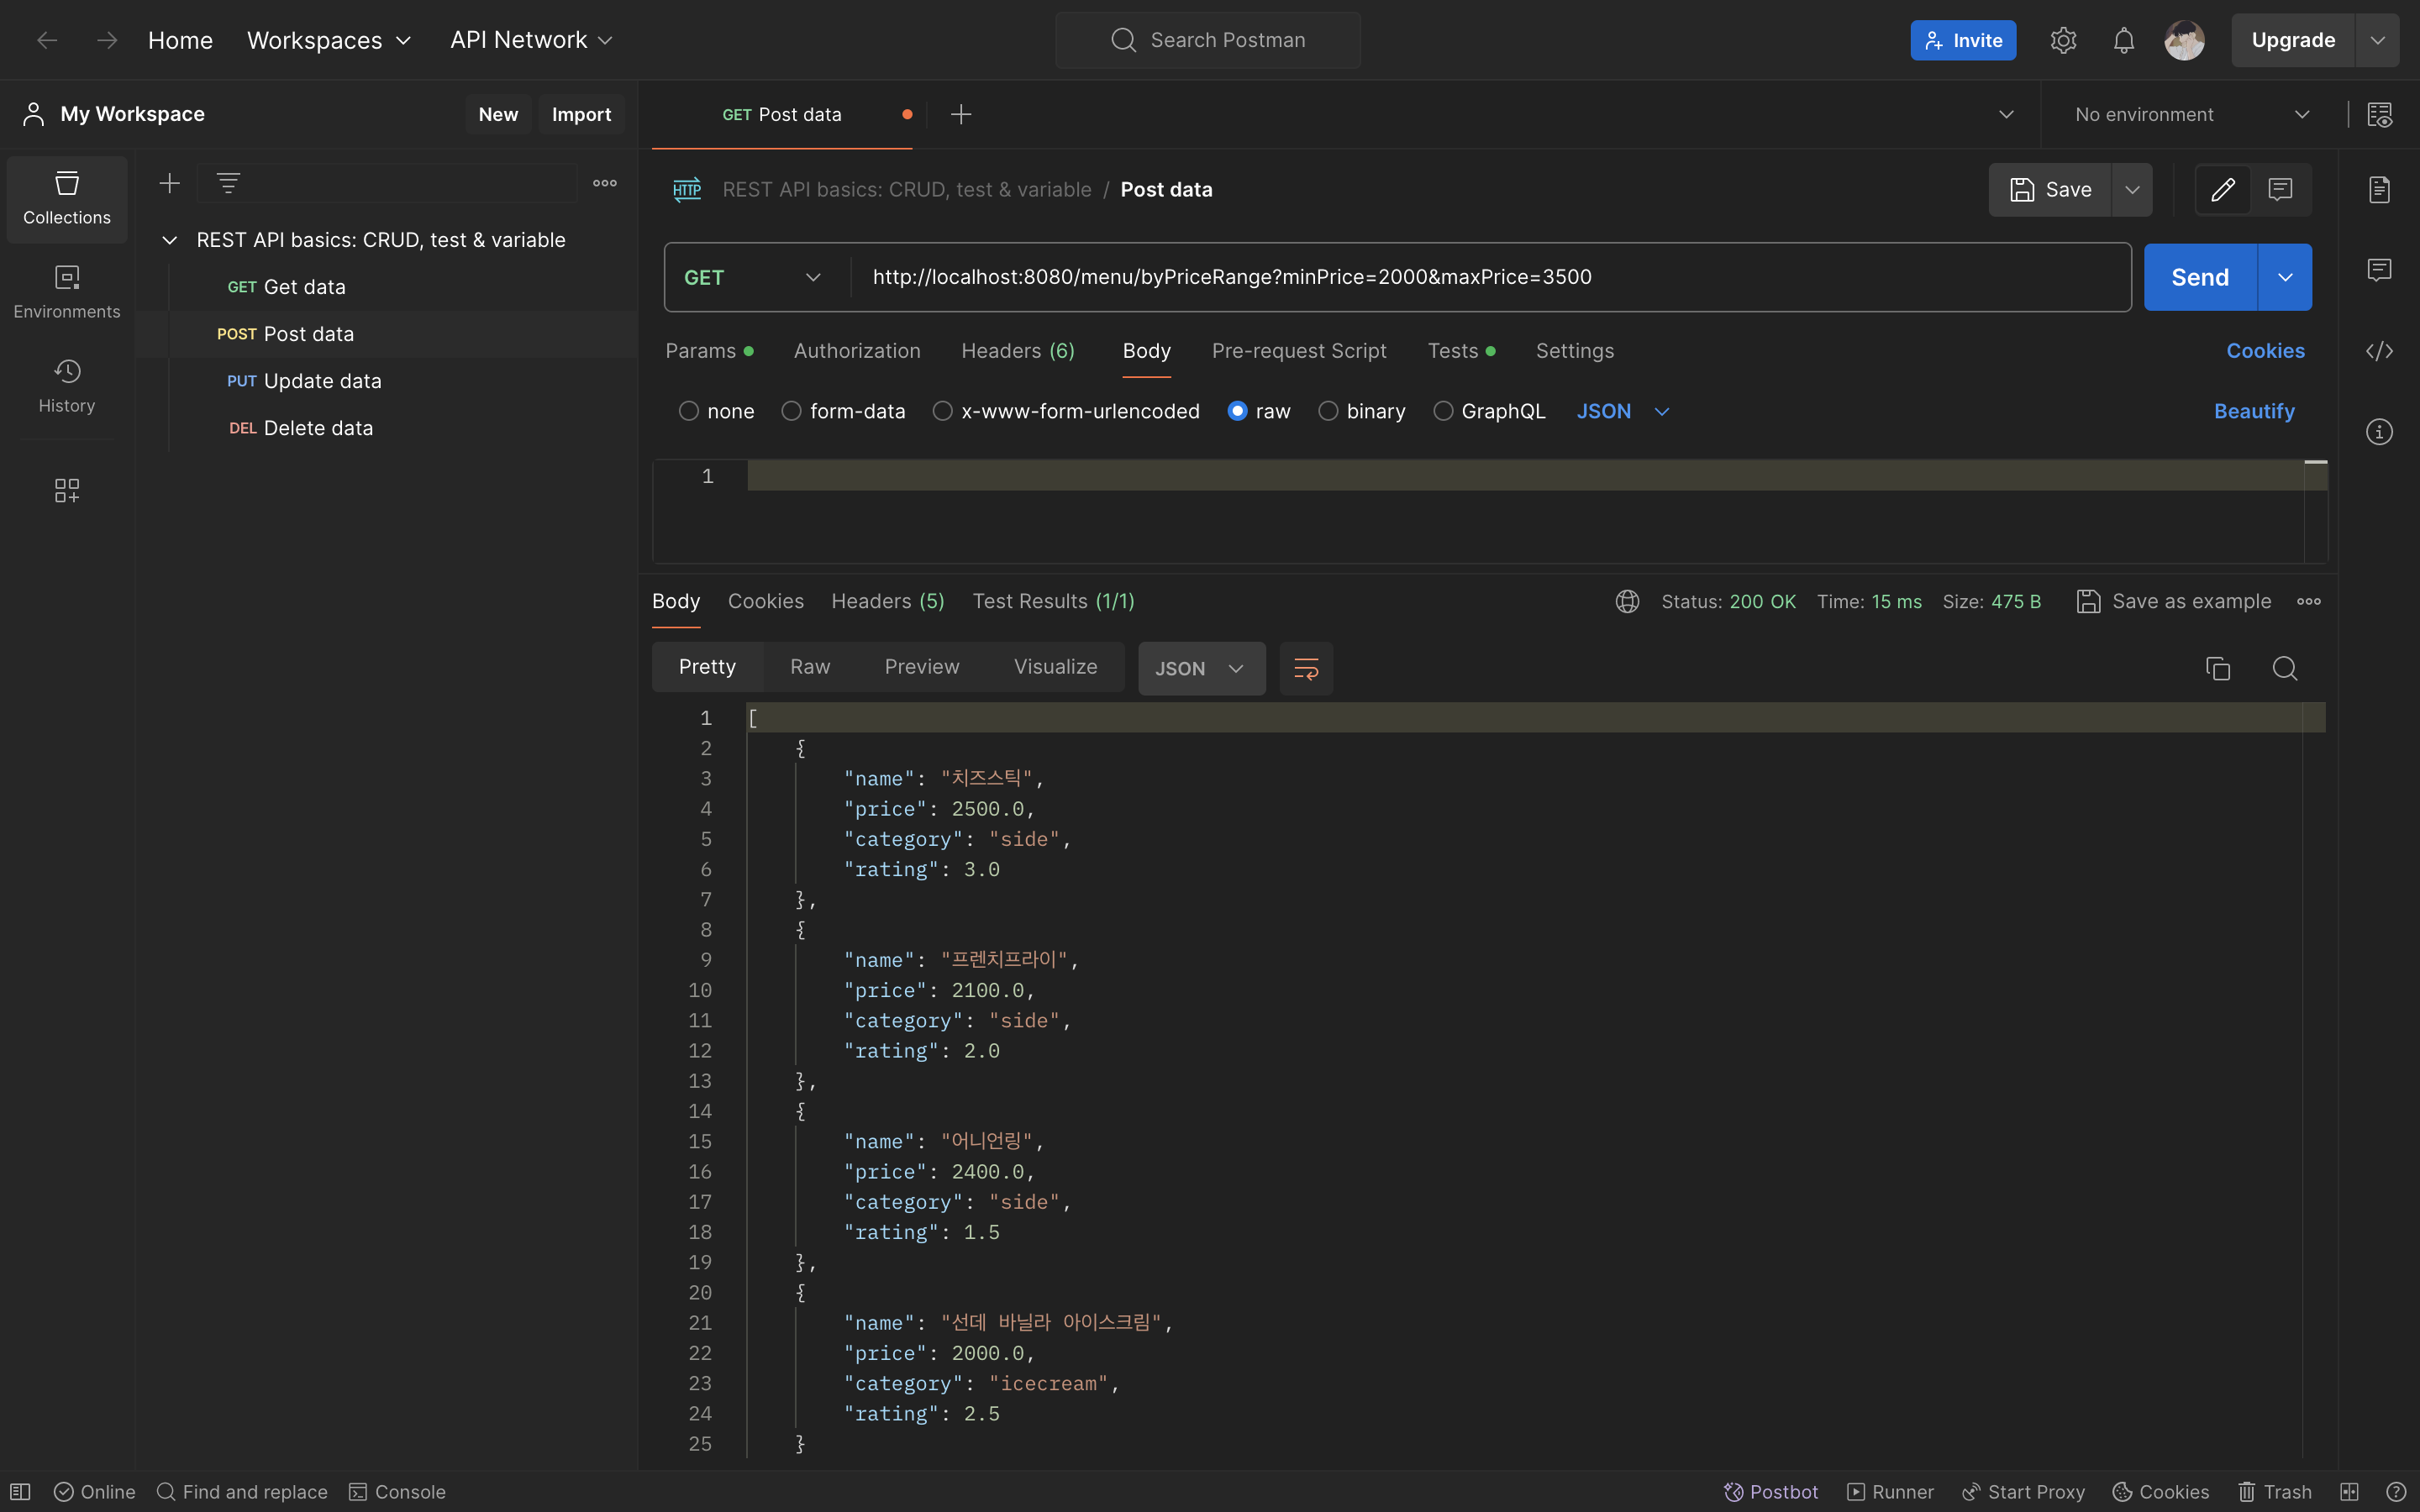 Home Workspaces API Network Search Postman Invite Upgrade
My Workspace New Import GET Post data No environment
Collections
REST API basics: CRUD, test & variable / Post data Save
REST API basics: CRUD, test & variable
GET Get data
POST Post data
PUT Update data
DEL Delete data
Environments
History
GET http://localhost:8080/menu/byPriceRange?minPrice=2000&maxPrice=3500 Send
Params Authorization Headers (6) Body Pre-request Script Tests Settings Cookies
none form-data x-www-form-urlencoded raw binary GraphQL JSON Beautify
1
Body Cookies Headers (5) Test Results (1/1) Status: 200 OK Time: 15 ms Size: 475 B Save as example
Pretty Raw Preview Visualize JSON
1 [
2 {
3 "name": "치즈스틱",
4 "price": 2500.0,
5 "category": "side",
6 "rating": 3.0
7 },
8 {
9 "name": "프렌치프라이",
10 "price": 2100.0,
11 "category": "side",
12 "rating": 2.0
13 },
14 {
15 "name": "어니언링",
16 "price": 2400.0,
17 "category": "side",
18 "rating": 1.5
19 },
20 {
21 "name": "선데 바닐라 아이스크림",
22 "price": 2000.0,
23 "category": "icecream",
24 "rating": 2.5
25 }
Online Find and replace Console Postbot Runner Start Proxy Cookies Trash